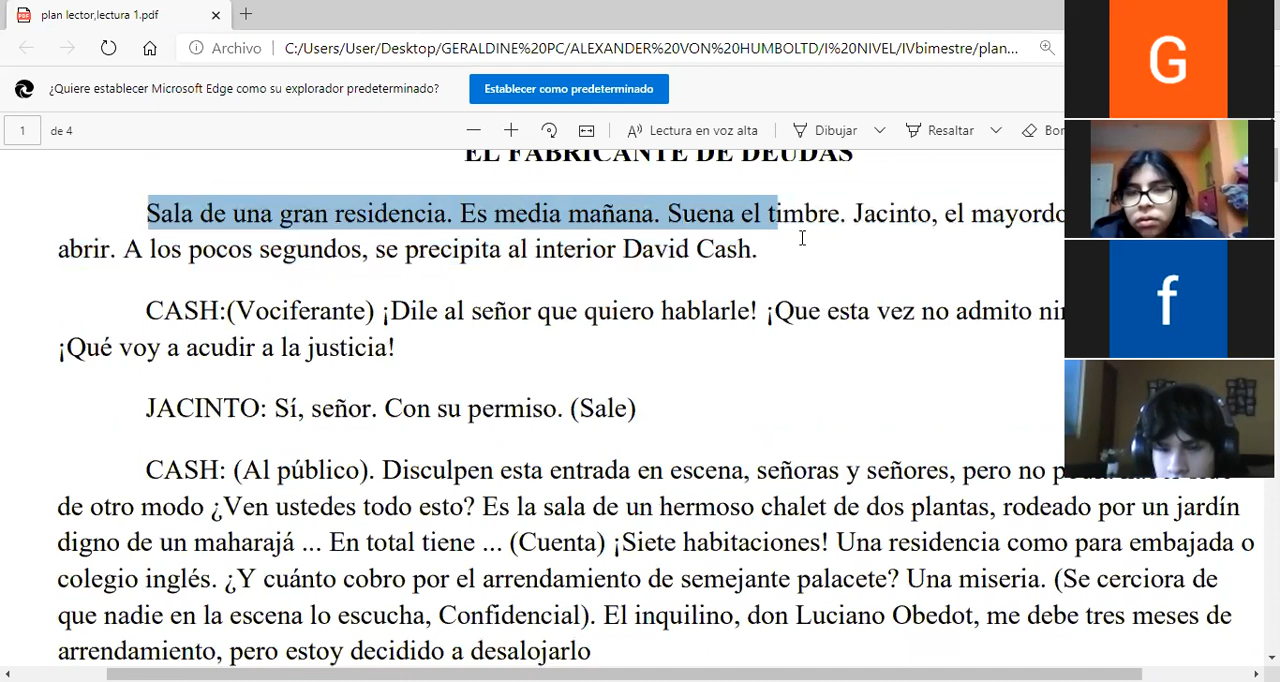 plan lector,lectura 1.pdf
Archivo
C:/Users/User/Desktop/GERALDINE%20PC/ALEXANDER%20VON%20HUMBOLTD/I%20NIVEL/IVbimestre/plan...
¿Quiere establecer Microsoft Edge como su explorador predeterminado?
Establecer como predeterminado
1 de 4
Lectura en voz alta
Dibujar
Resaltar
Bor
G
f
EL FABRICANTE DE DEUDAS
Sala de una gran residencia. Es media mañana. Suena el timbre. Jacinto, el mayordo
abrir. A los pocos segundos, se precipita al interior David Cash.
CASH:(Vociferante) ¡Dile al señor que quiero hablarle! ¡Que esta vez no admito nin
¡Qué voy a acudir a la justicia!
JACINTO: Sí, señor. Con su permiso. (Sale)
CASH: (Al público). Disculpen esta entrada en escena, señoras y señores, pero no
de otro modo ¿Ven ustedes todo esto? Es la sala de un hermoso chalet de dos plantas, rodeado por un jardín
digno de un maharajá ... En total tiene ... (Cuenta) ¡Siete habitaciones! Una residencia como para embajada o
colegio inglés. ¿Y cuánto cobro por el arrendamiento de semejante palacete? Una miseria. (Se cerciora de
que nadie en la escena lo escucha, Confidencial). El inquilino, don Luciano Obedot, me debe tres meses de
arrendamiento, pero estoy decidido a desalojarlo